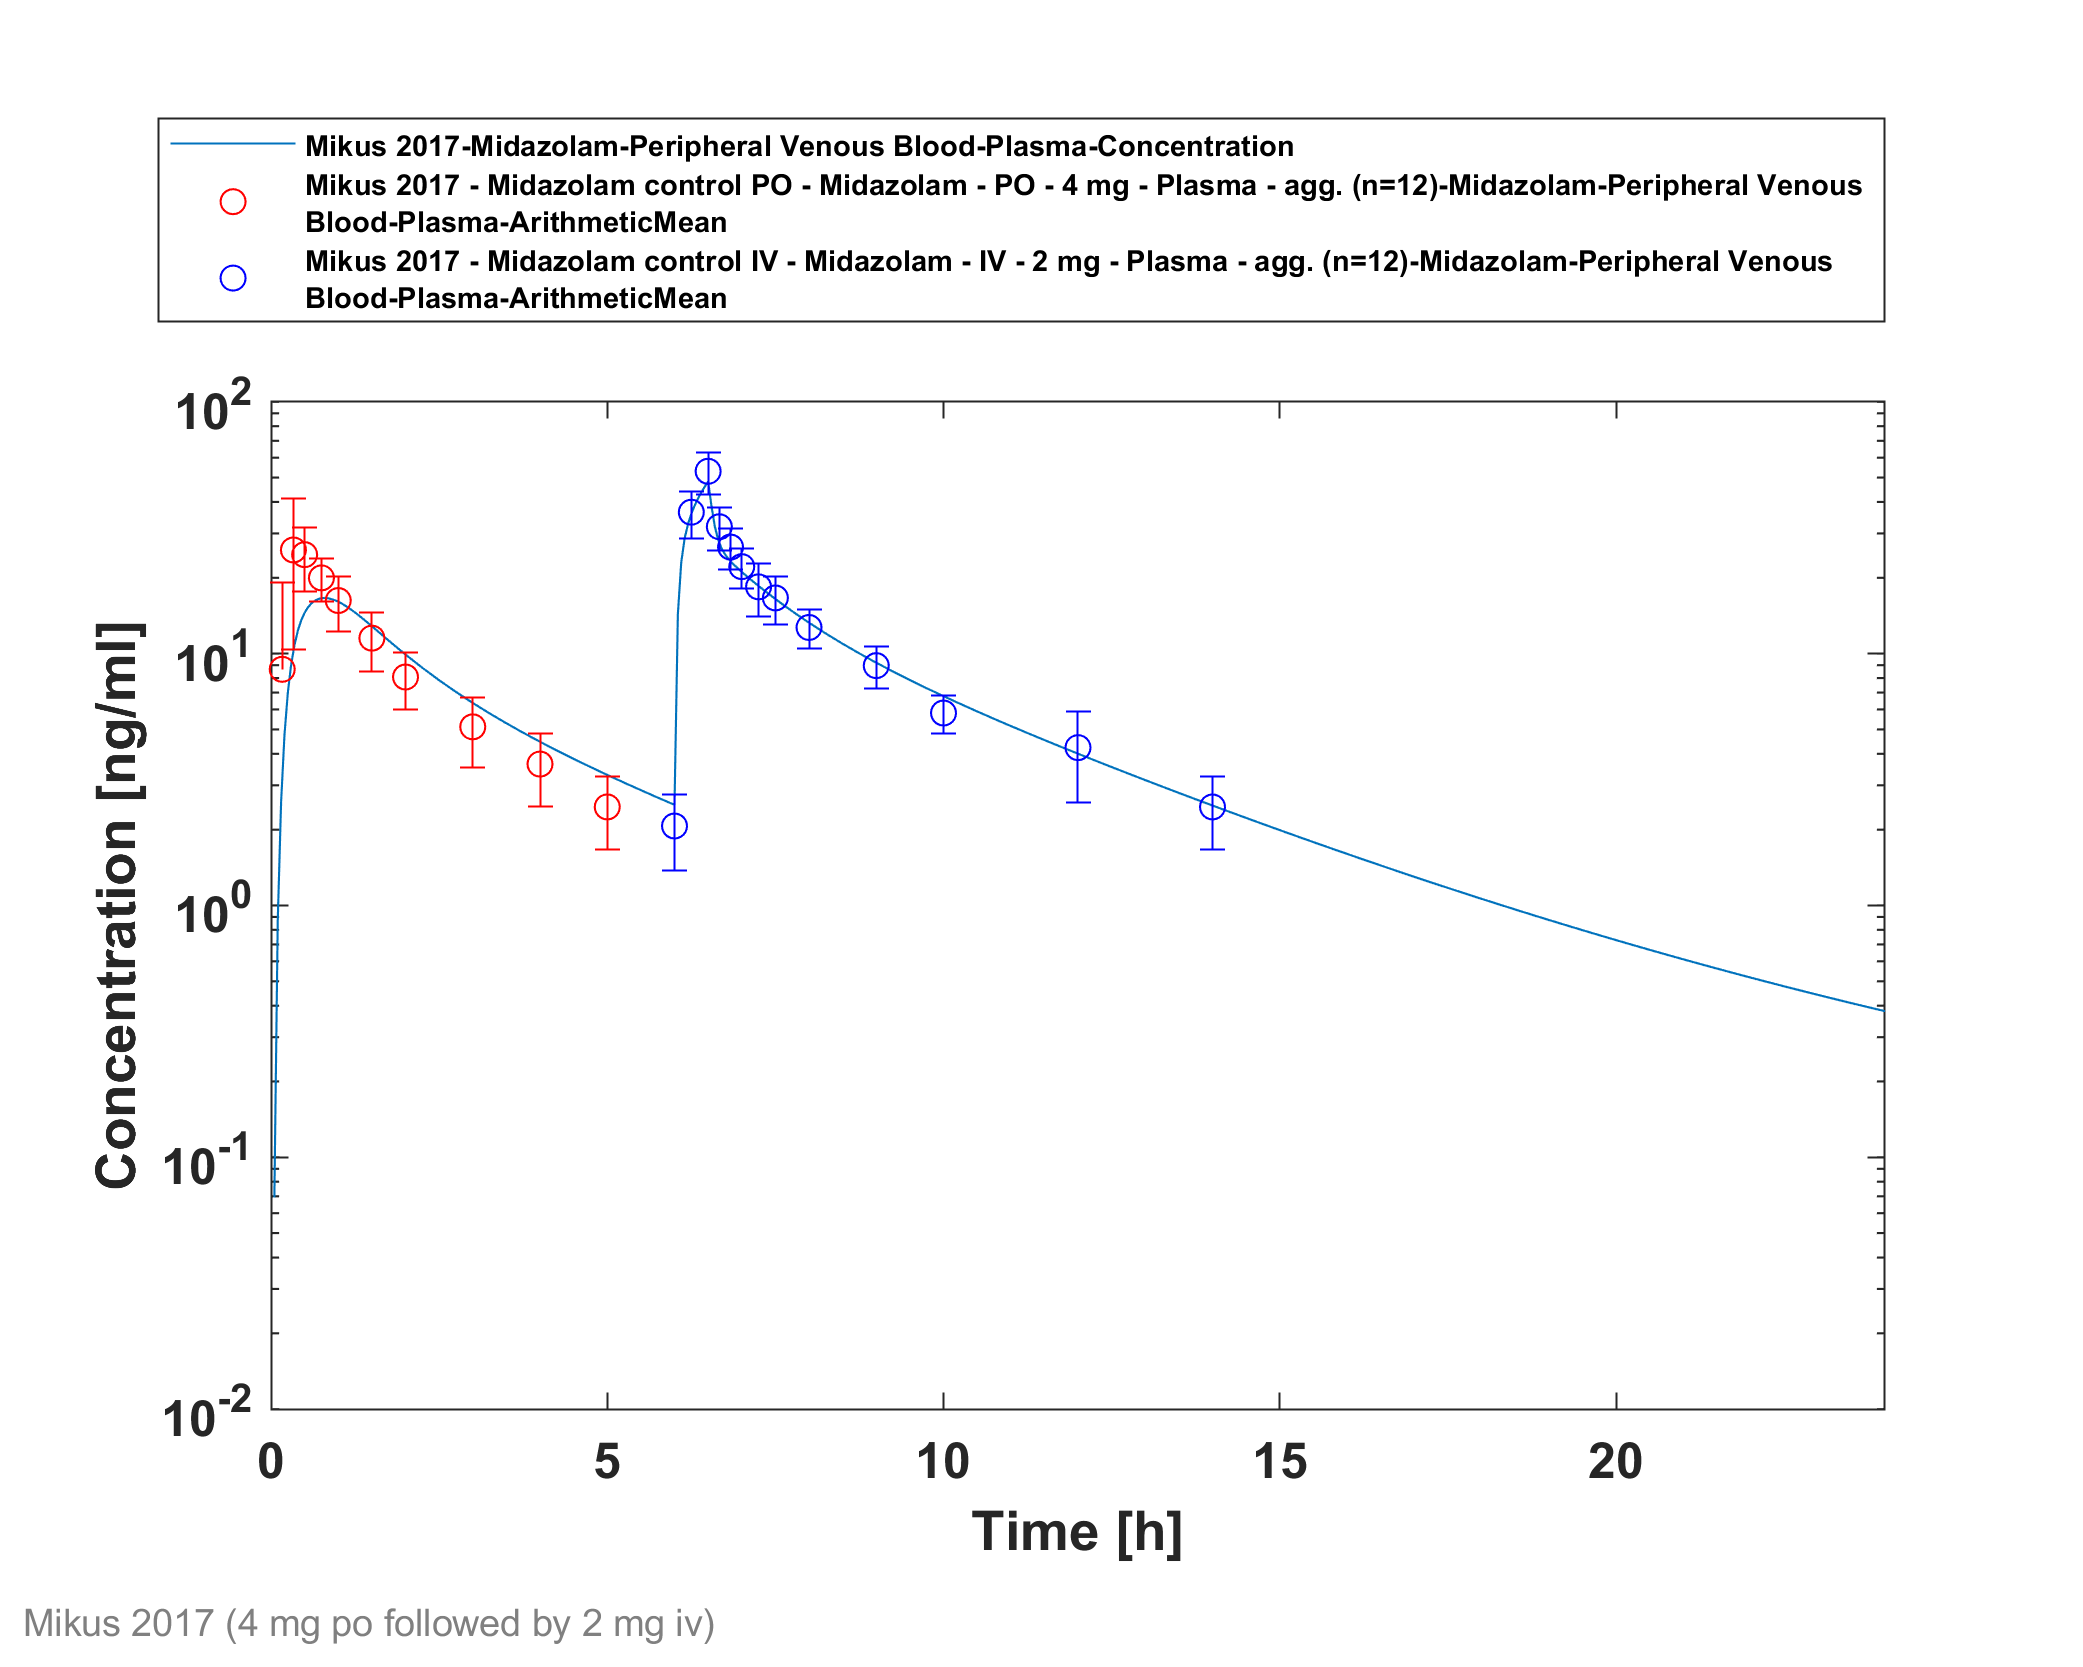 Mikus 2017-Midazolam-Peripheral Venous Blood-Plasma-Concentration
Mikus 2017 - Midazolam control PO - Midazolam - PO - 4 mg - Plasma - agg. (n=12)-Midazolam-Peripheral Venous
Blood-Plasma-ArithmeticMean
Mikus 2017 - Midazolam control IV - Midazolam - IV - 2 mg - Plasma - agg. (n=12)-Midazolam-Peripheral Venous
Blood-Plasma-ArithmeticMean
Concentration [ng/ml]
10^2
10^1
10^0
10^-1
10^-2
0 5 10 15 20
Time [h]
Mikus 2017 (4 mg po followed by 2 mg iv)